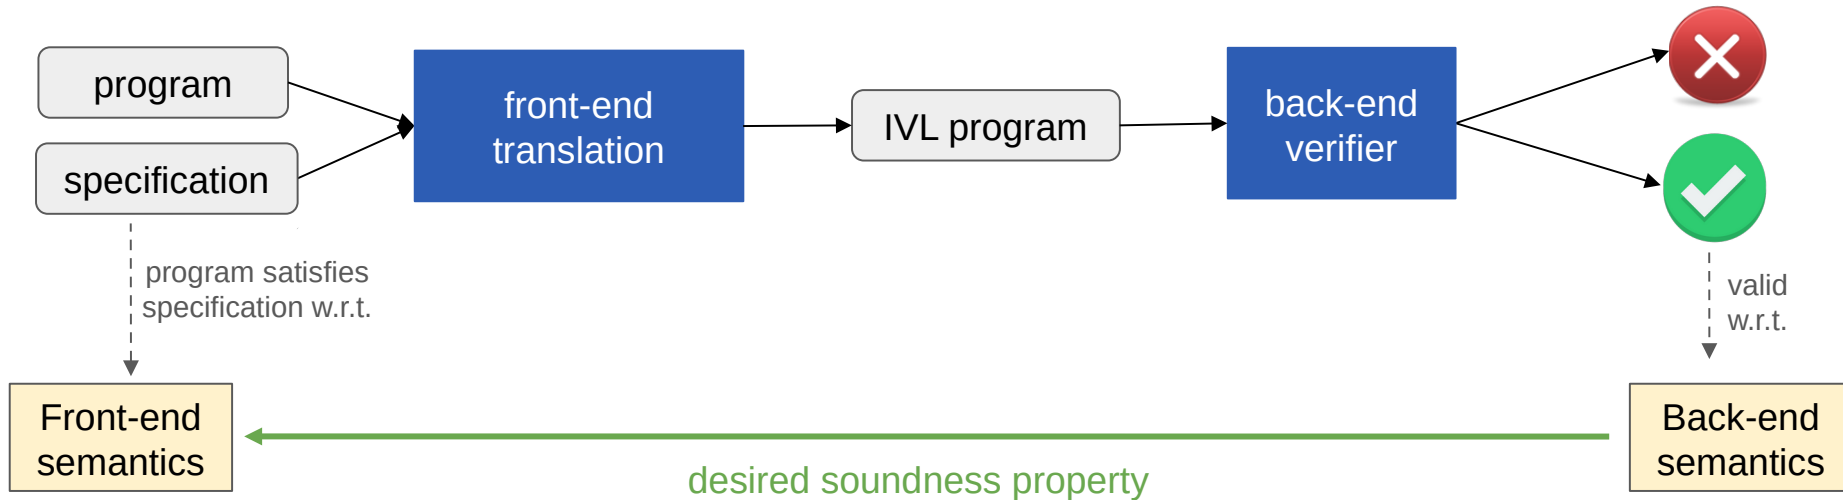 program
specification
front-end
translation
IVL program
back-end
verifier
program satisfies
specification w.r.t.
valid
w.r.t.
Front-end
semantics
desired soundness property
Back-end
semantics